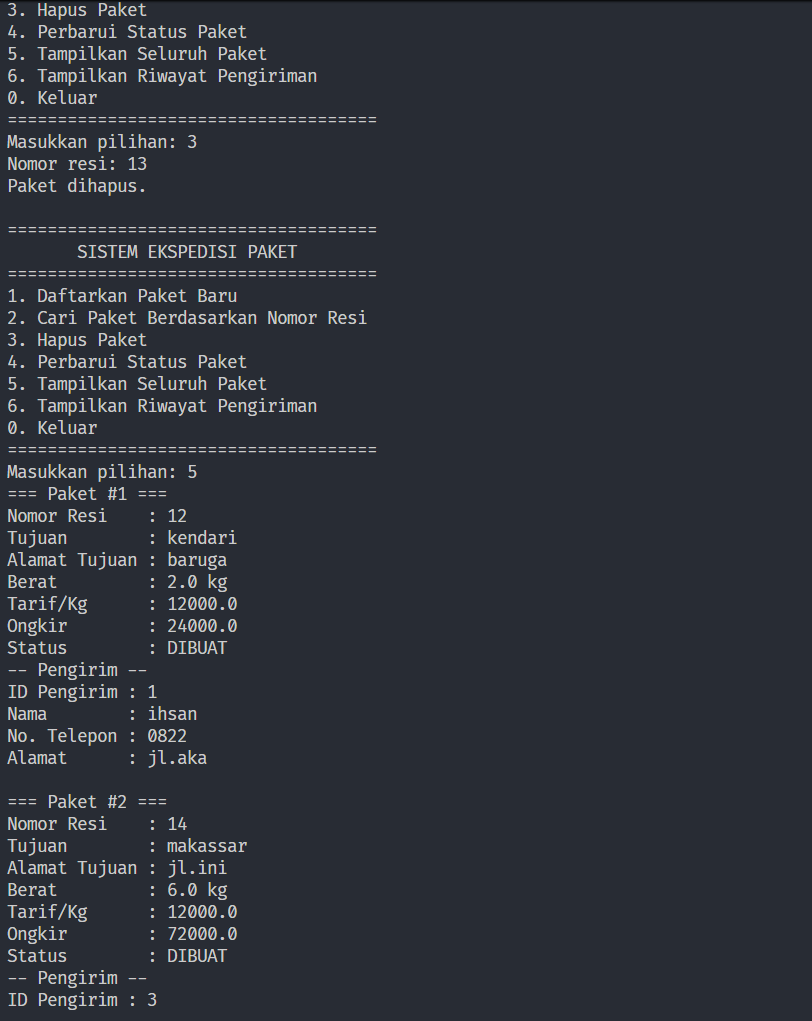 3. Hapus Paket
4. Perbarui Status Paket
5. Tampilkan Seluruh Paket
6. Tampilkan Riwayat Pengiriman
0. Keluar
=====================================
Masukkan pilihan: 3
Nomor resi: 13
Paket dihapus.

=====================================
       SISTEM EKSPEDISI PAKET
=====================================
1. Daftarkan Paket Baru
2. Cari Paket Berdasarkan Nomor Resi
3. Hapus Paket
4. Perbarui Status Paket
5. Tampilkan Seluruh Paket
6. Tampilkan Riwayat Pengiriman
0. Keluar
=====================================
Masukkan pilihan: 5
=== Paket #1 ===
Nomor Resi    : 12
Tujuan        : kendari
Alamat Tujuan : baruga
Berat         : 2.0 kg
Tarif/Kg      : 12000.0
Ongkir        : 24000.0
Status        : DIBUAT
-- Pengirim --
ID Pengirim : 1
Nama        : ihsan
No. Telepon : 0822
Alamat      : jl.aka

=== Paket #2 ===
Nomor Resi    : 14
Tujuan        : makassar
Alamat Tujuan : jl.ini
Berat         : 6.0 kg
Tarif/Kg      : 12000.0
Ongkir        : 72000.0
Status        : DIBUAT
-- Pengirim --
ID Pengirim : 3